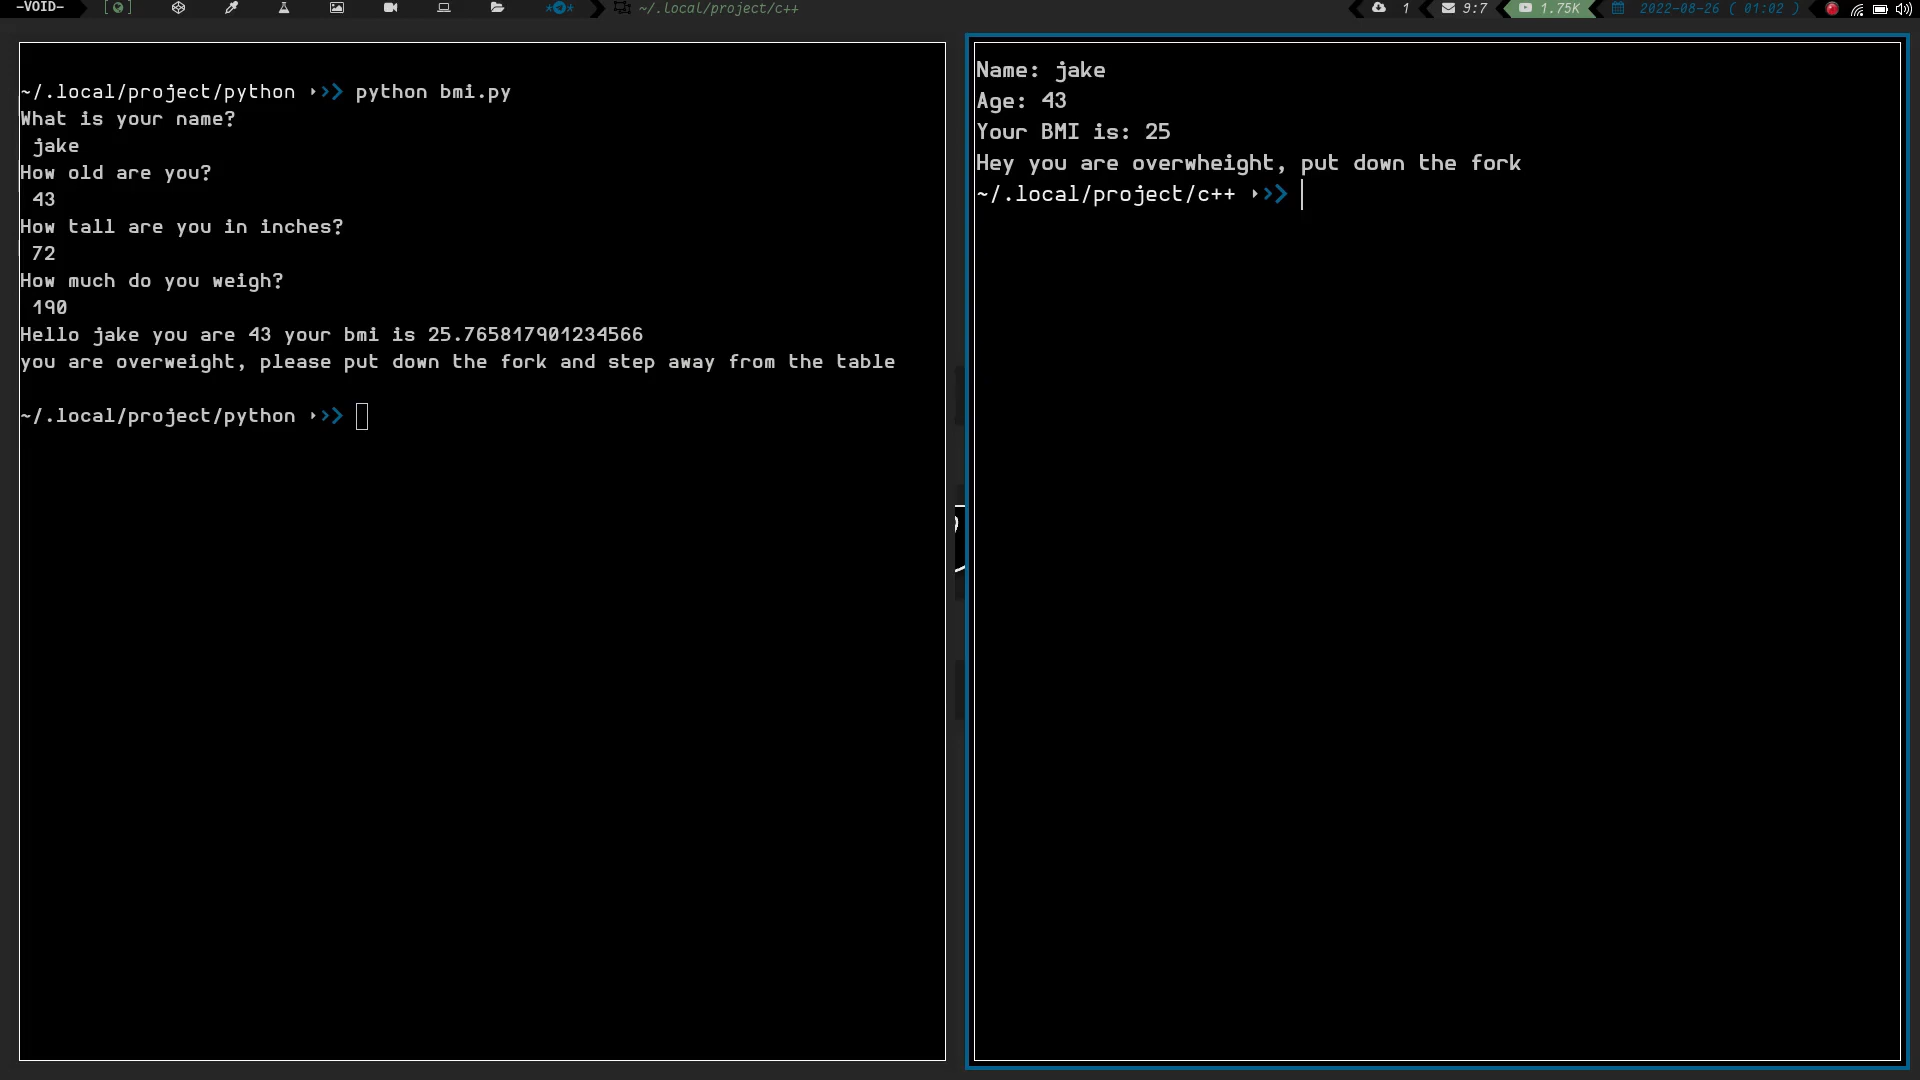 -VOID-
~/.local/project/c++
1
9:7
1.75K
2022-08-26 ( 01:02 )
~/.local/project/python python bmi.py
What is your name?
jake
How old are you?
43
How tall are you in inches?
72
How much do you weigh?
190
Hello jake you are 43 your bmi is 25.765817901234566
you are overweight, please put down the fork and step away from the table
~/.local/project/python
Name: jake
Age: 43
Your BMI is: 25
Hey you are overwheight, put down the fork
~/.local/project/c++